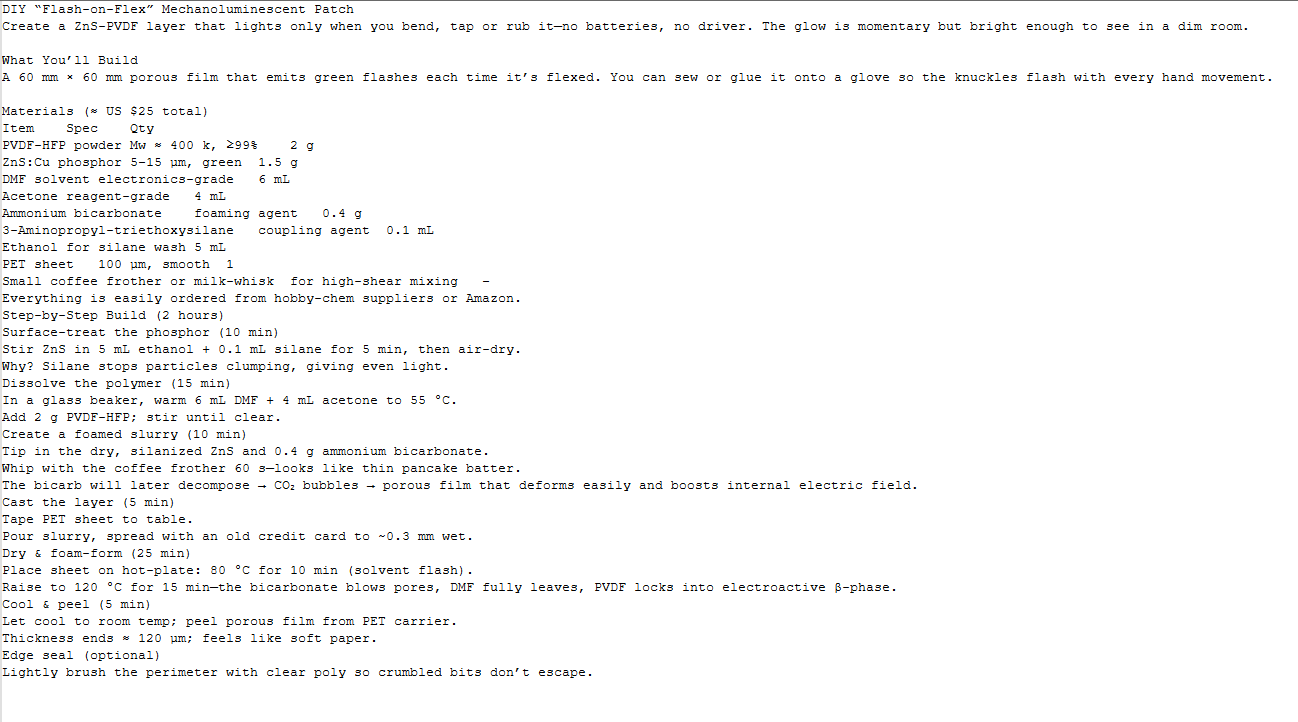 DIY “Flash-on-Flex” Mechanoluminescent Patch
Create a ZnS-PVDF layer that lights only when you bend, tap or rub it—no batteries, no driver. The glow is momentary but bright enough to see in a dim room.
What You’ll Build
A 60 mm × 60 mm porous film that emits green flashes each time it’s flexed. You can sew or glue it onto a glove so the knuckles flash with every hand movement.
Materials (≈ US $25 total)
Item Spec Qty
PVDF-HFP powder Mw ≈ 400 k, ≥99% 2 g
ZnS:Cu phosphor 5–15 µm, green 1.5 g
DMF solvent electronics-grade 6 mL
Acetone reagent-grade 4 mL
Ammonium bicarbonate foaming agent 0.4 g
3-Aminopropyl-triethoxysilane coupling agent 0.1 mL
Ethanol for silane wash 5 mL
PET sheet 100 µm, smooth 1
Small coffee frother or milk-whisk for high-shear mixing –
Everything is easily ordered from hobby-chem suppliers or Amazon.
Step-by-Step Build (2 hours)
Surface-treat the phosphor (10 min)
Stir ZnS in 5 mL ethanol + 0.1 mL silane for 5 min, then air-dry.
Why? Silane stops particles clumping, giving even light.
Dissolve the polymer (15 min)
In a glass beaker, warm 6 mL DMF + 4 mL acetone to 55 °C.
Add 2 g PVDF-HFP; stir until clear.
Create a foamed slurry (10 min)
Tip in the dry, silanized ZnS and 0.4 g ammonium bicarbonate.
Whip with the coffee frother 60 s—looks like thin pancake batter.
The bicarb will later decompose → CO₂ bubbles → porous film that deforms easily and boosts internal electric field.
Cast the layer (5 min)
Tape PET sheet to table.
Pour slurry, spread with an old credit card to ~0.3 mm wet.
Dry & foam-form (25 min)
Place sheet on hot-plate: 80 °C for 10 min (solvent flash).
Raise to 120 °C for 15 min—the bicarbonate blows pores, DMF fully leaves, PVDF locks into electroactive β-phase.
Cool & peel (5 min)
Let cool to room temp; peel porous film from PET carrier.
Thickness ends ≈ 120 µm; feels like soft paper.
Edge seal (optional)
Lightly brush the perimeter with clear poly so crumbled bits don’t escape.